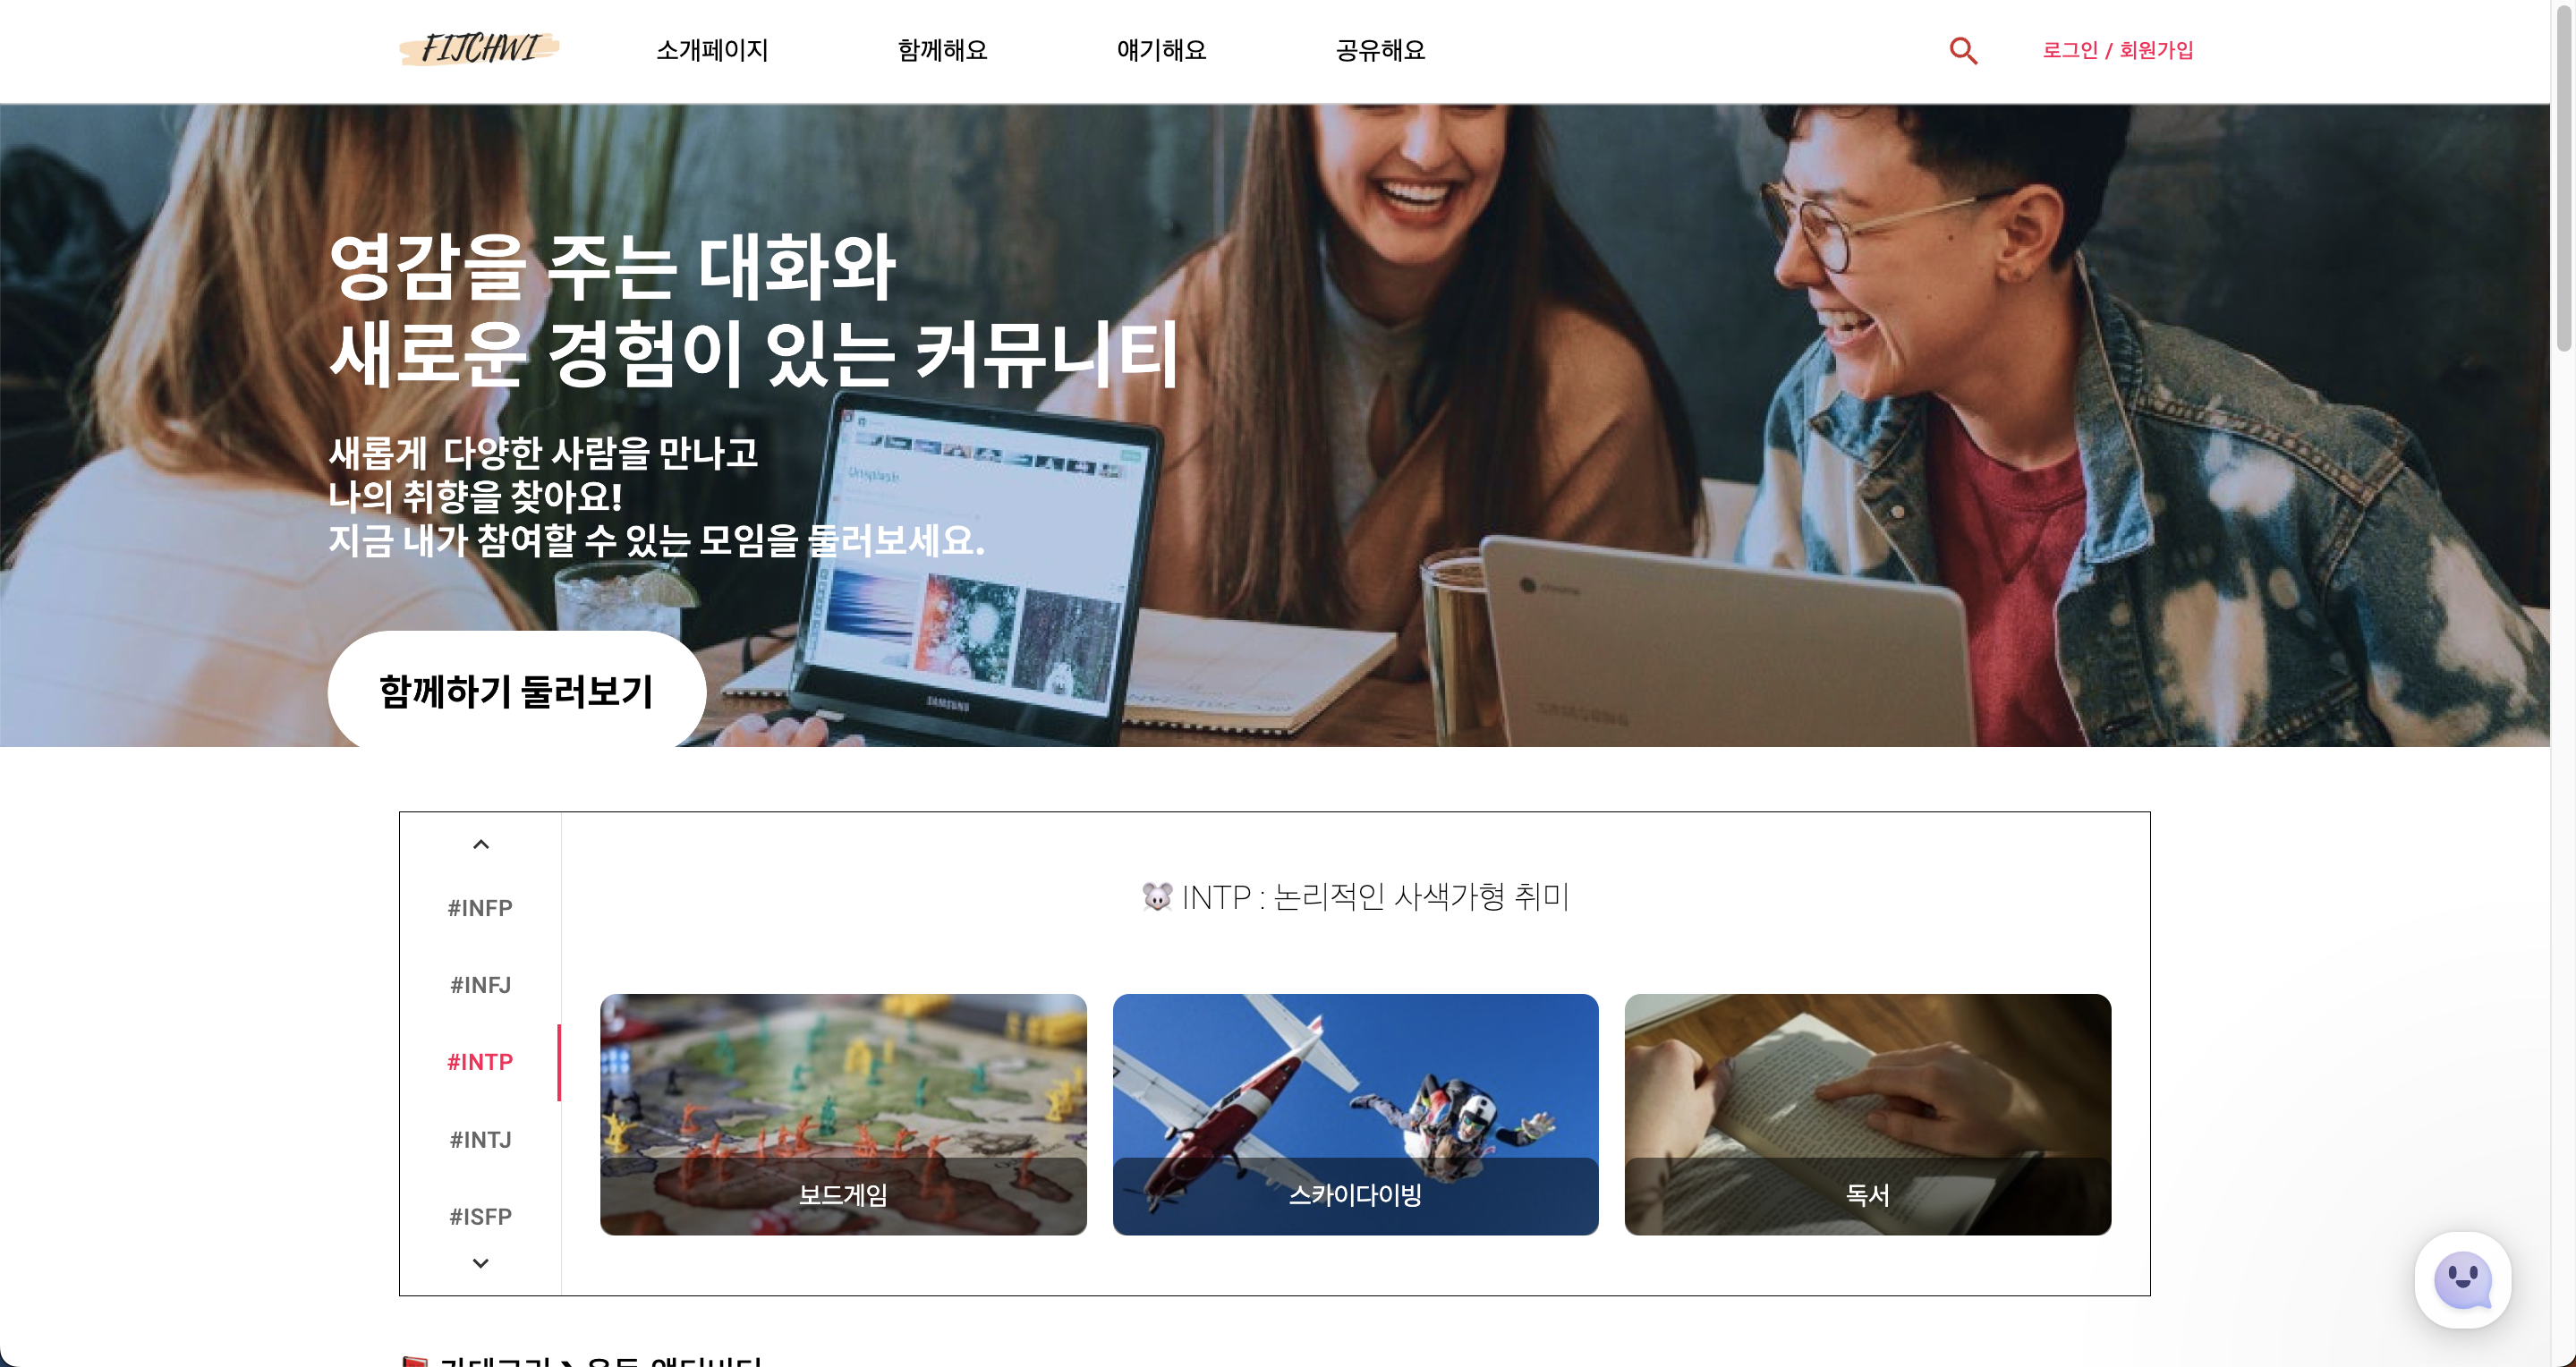 FITCHWI
소개페이지
함께해요
얘기해요
공유해요
로그인 / 회원가입
영감을 주는 대화와
새로운 경험이 있는 커뮤니티
새롭게 다양한 사람을 만나고
나의 취향을 찾아요!
지금 내가 참여할 수 있는 모임을 둘러보세요.
Unsplash
SAMSUNG
chrome
SAMSUNG
함께하기 둘러보기
#INFP
#INFJ
#INTP
#INTJ
#ISFP
INTP : 논리적인 사색가형 취미
보드게임
스카이다이빙
독서